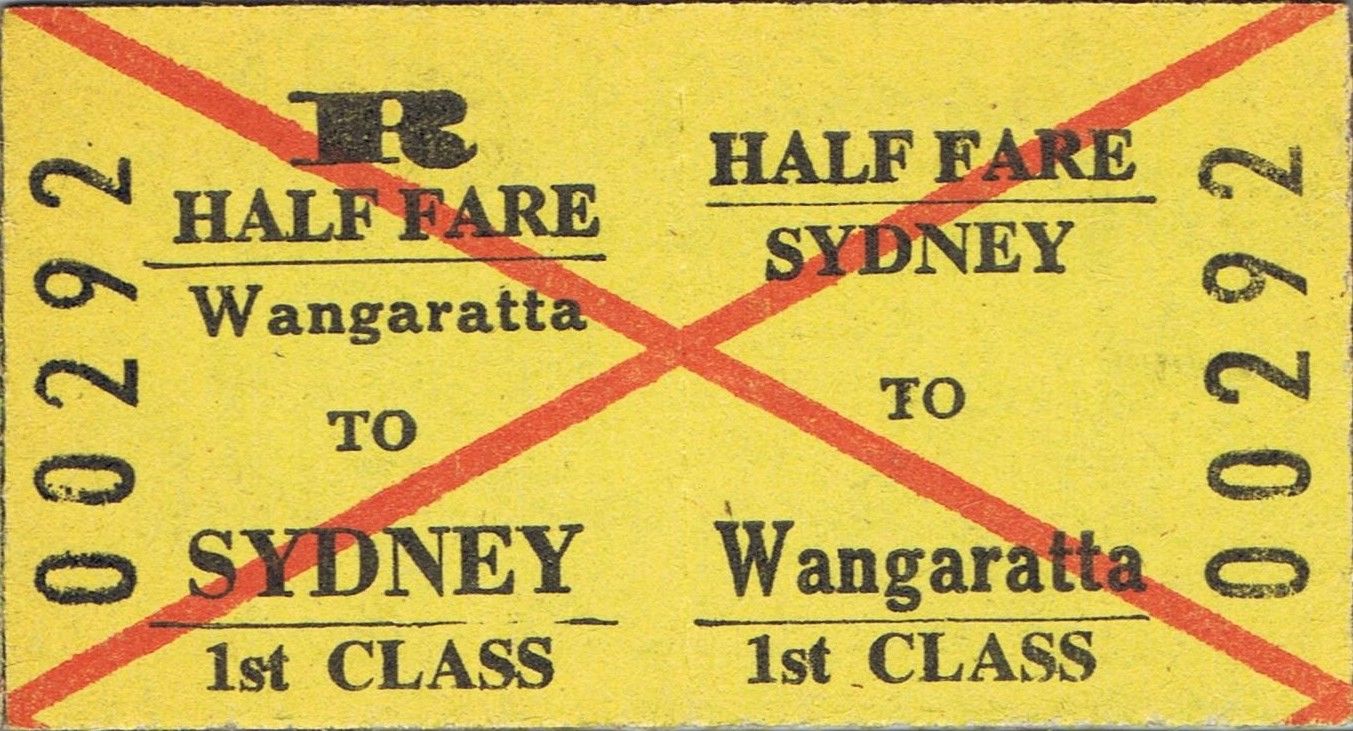 00292
R
HALF FARE
Wangaratta
TO
SYDNEY
1st CLASS
HALF FARE
SYDNEY
TO
Wangaratta
1st CLASS
00292